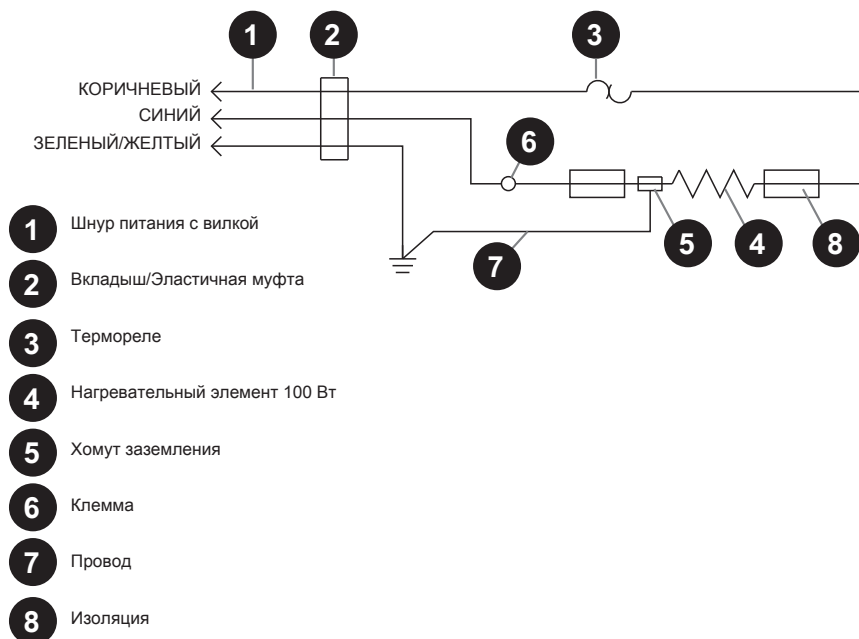 1 2 3
КОРИЧНЕВЫЙ
СИНИЙ
ЗЕЛЕНЫЙ/ЖЕЛТЫЙ
6
7 5 4 8
1 Шнур питания с вилкой
2 Вкладыш/Эластичная муфта
3 Термореле
4 Нагревательный элемент 100 Вт
5 Хомут заземления
6 Клемма
7 Провод
8 Изоляция